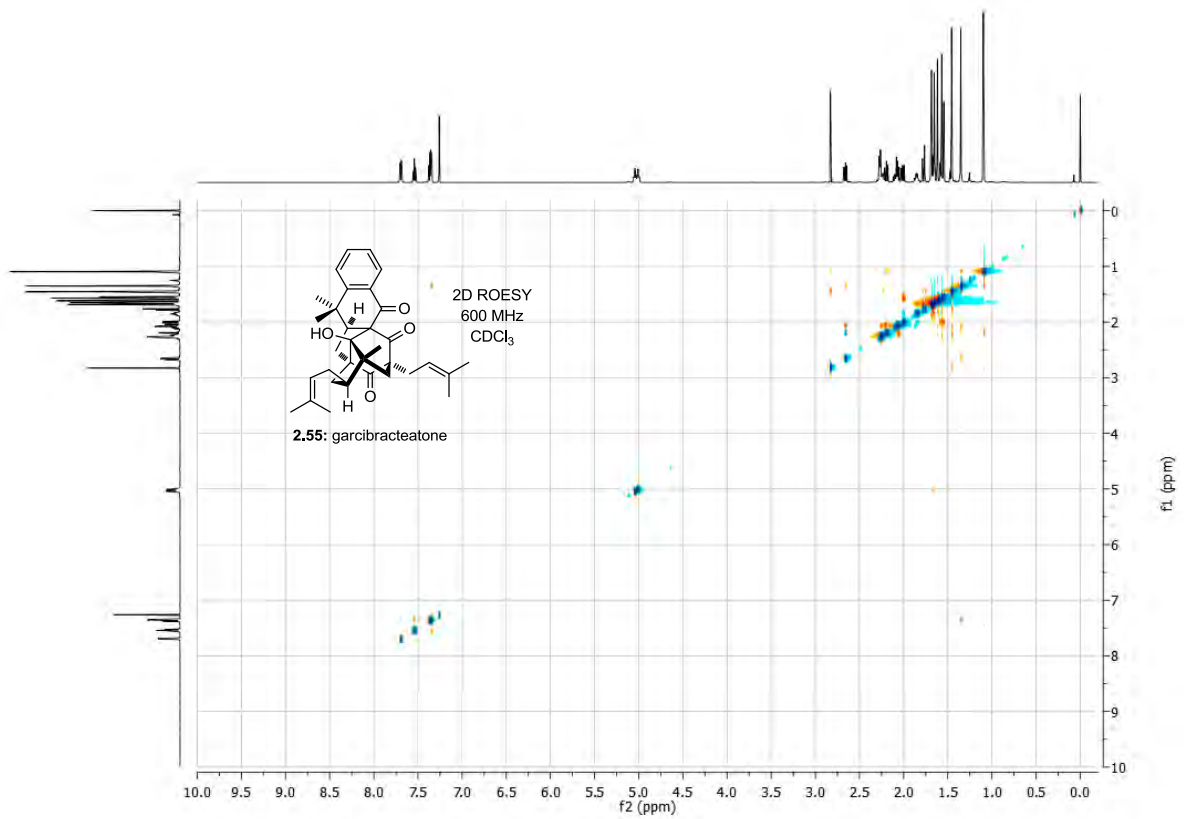 0
1
2
3
4
5
6
7
8
9
10
f1 (ppm)
H
O
2D ROESY
600 MHz
CDCl3
HO
O
O
H
2.55: garcibracteatone
10.0 9.5 9.0 8.5 8.0 7.5 7.0 6.5 6.0 5.5 5.0 4.5 4.0 3.5 3.0 2.5 2.0 1.5 1.0 0.5 0.0
f2 (ppm)